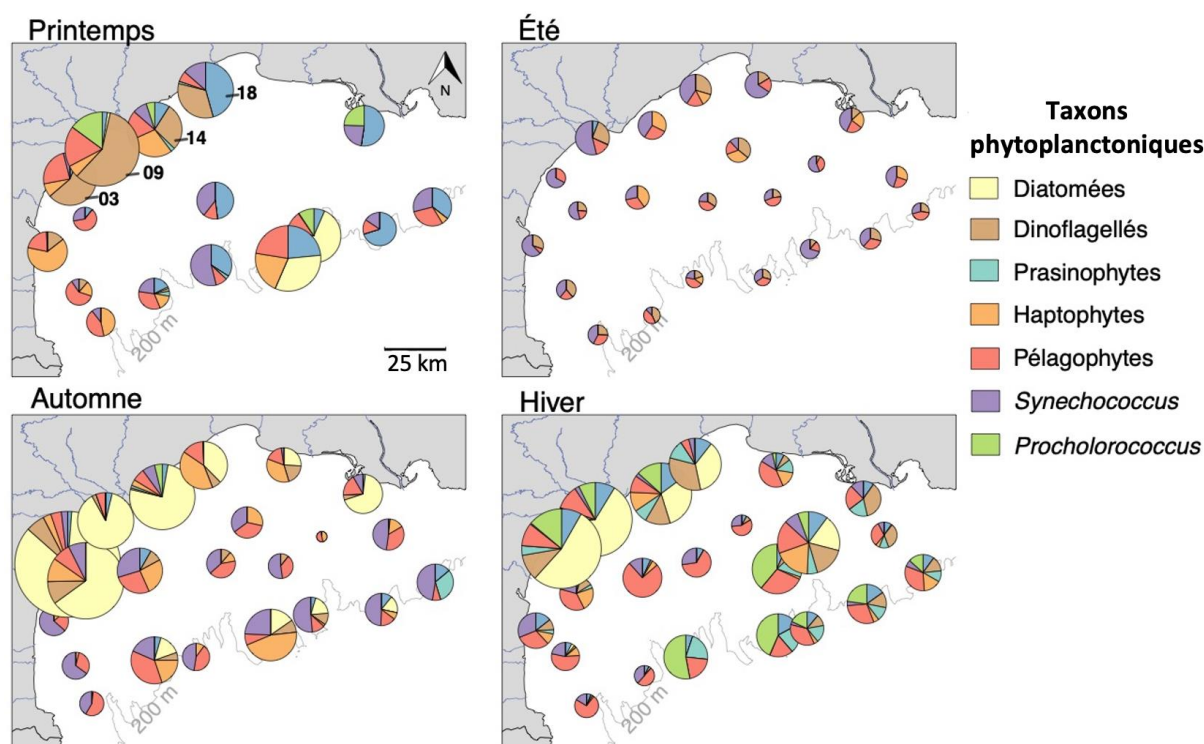 Printemps
N
18
14
09
03
200 m
25 km
Été
200 m
Taxons
phytoplanctoniques
Diatomées
Dinoflagellés
Prasinophytes
Haptophytes
Pélagophytes
Synechococcus
Procholorococcus
Automne
200 m
Hiver
200 m